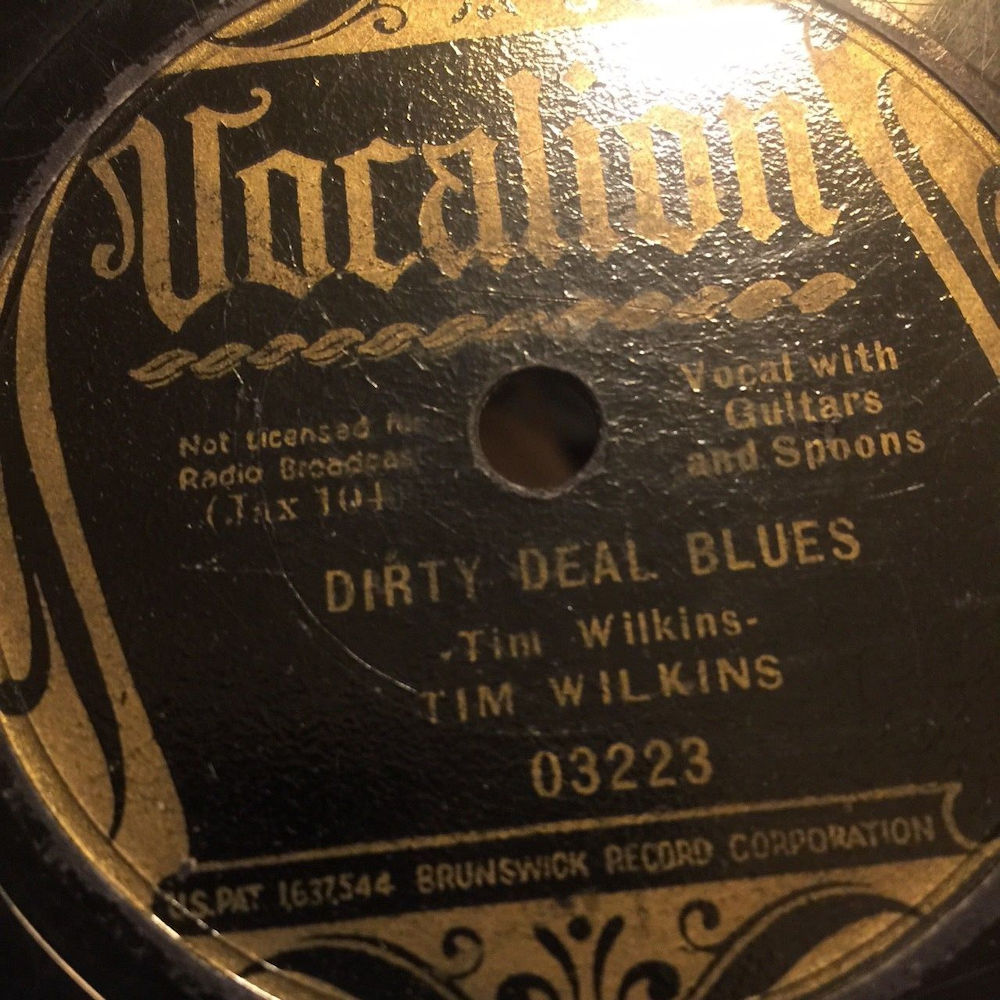 Vocalion
Vocal with
Guitars
and Spoons
Not Licensed for
Radio Broadcast
(Jax 104
DIRTY DEAL BLUES
-Tim Wilkins-
TIM WILKINS
03223
U.S. PAT. 1,637,544 BRUNSWICK RECORD CORPORATION